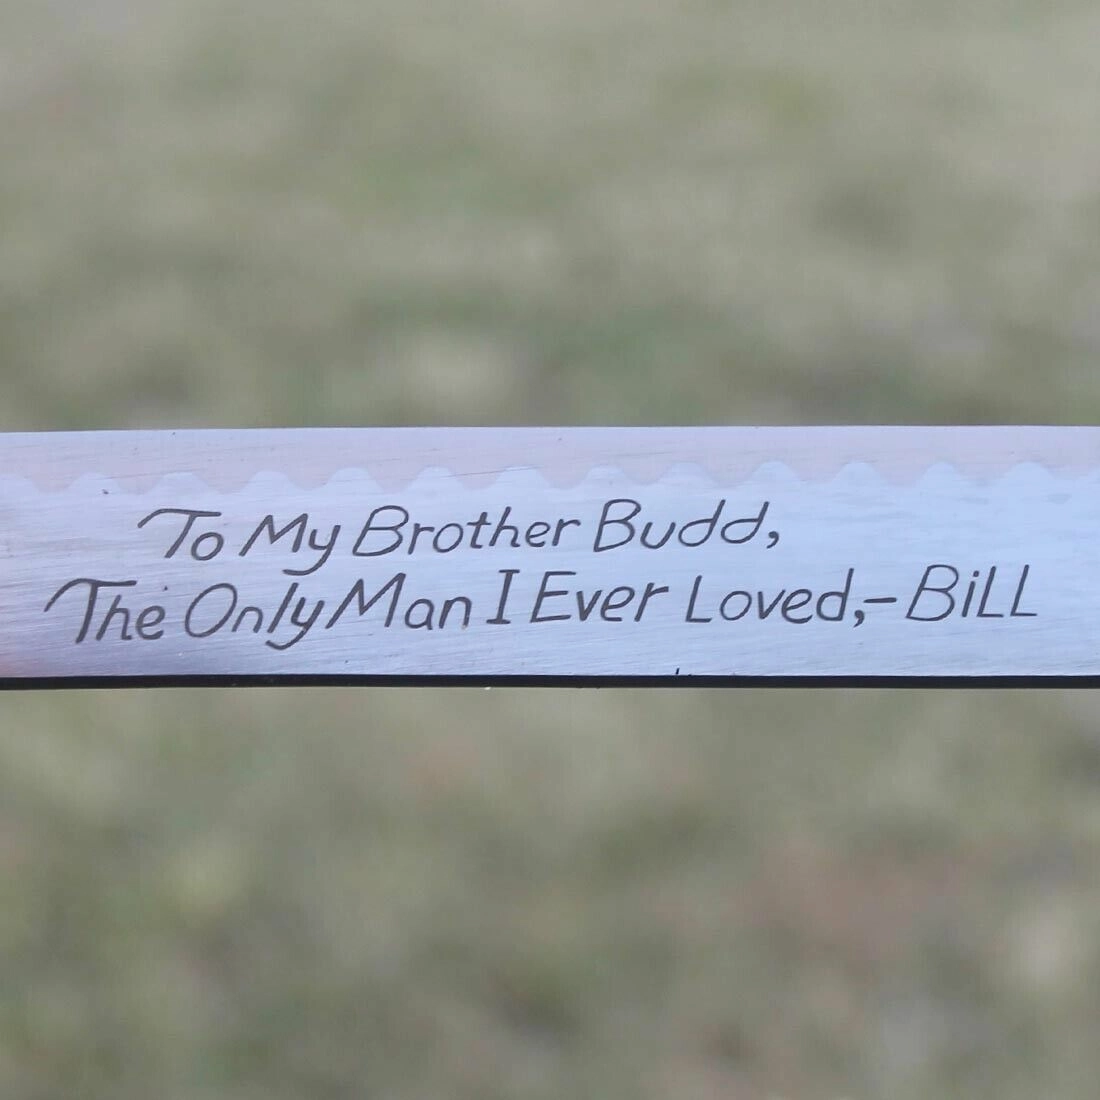 To My Brother Budd,
The Only Man I Ever Loved,- BiLL